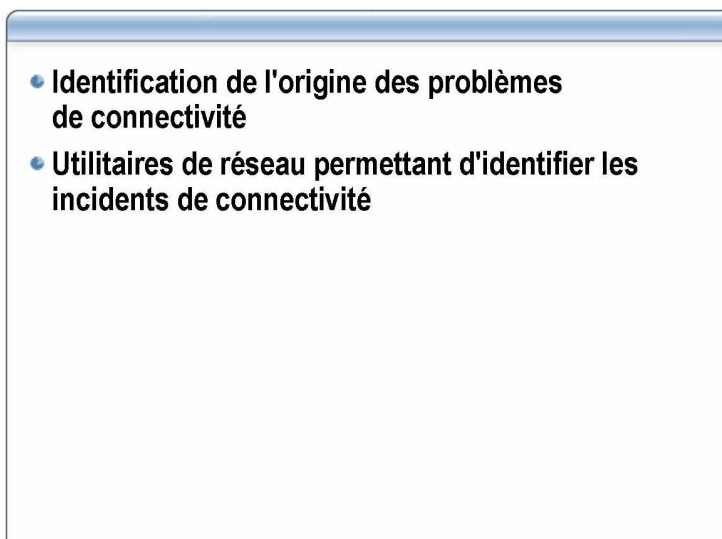 Identification de l'origine des problèmes
de connectivité
Utilitaires de réseau permettant d'identifier les
incidents de connectivité